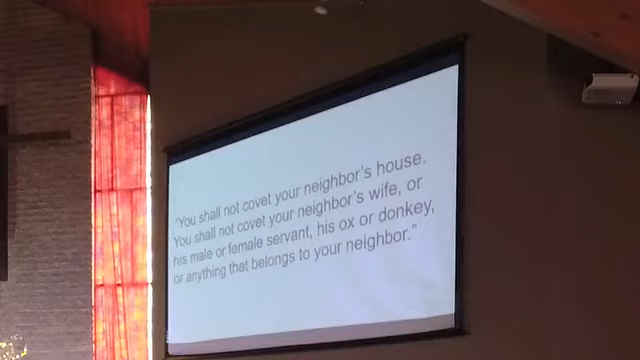 "You shall not covet your neighbor's house.
You shall not covet your neighbor's wife, or
his male or female servant, his ox or donkey,
or anything that belongs to your neighbor."